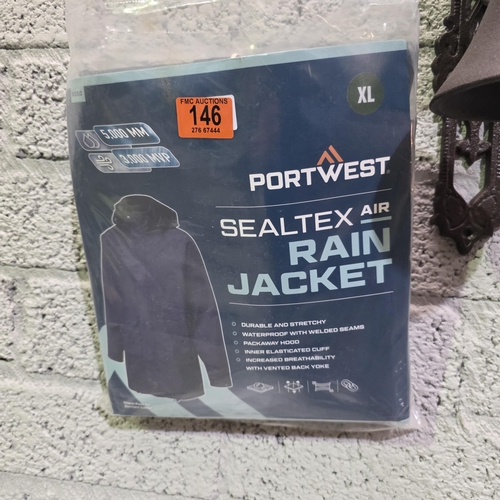 FMC AUCTIONS
146
276 67444
XL
5,000 MM
3,000 MVP
PORTWEST
SEALTEX AIR
RAIN
JACKET
DURABLE AND STRETCHY
WATERPROOF WITH WELDED SEAMS
PACKAWAY HOOD
INNER ELASTICATED CUFF
INCREASED BREATHABILITY
WITH VENTED BACK YOKE